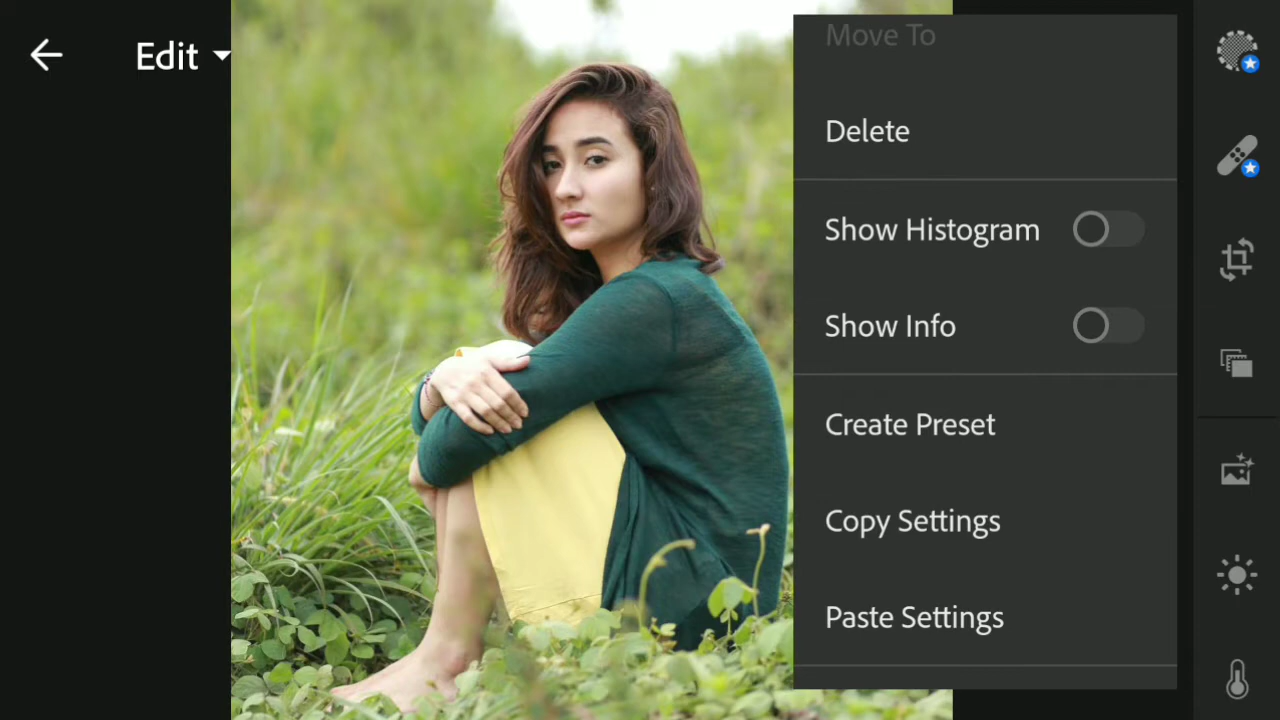 Edit
Move To
Delete
Show Histogram
Show Info
Create Preset
Copy Settings
Paste Settings